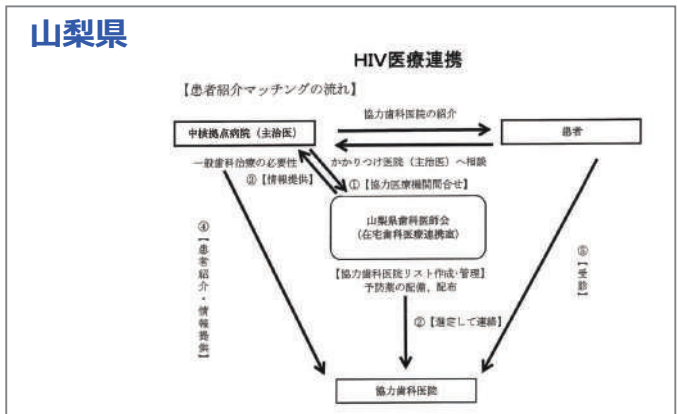 山梨県
HIV医療連携
【患者紹介マッチングの流れ】
協力歯科医院の紹介
中核拠点病院（主治医）
患者
一般歯科治療の必要性
かかりつけ医院（主治医）へ相談
③【情報提供】
①【協力医療機関問合せ】
山梨県歯科医師会
（在宅歯科医療連携室）
④【患者紹介・情報提供】
⑤【受診】
【協力歯科医院リスト作成・管理】
予防薬の配備、配布
②【選定して連絡】
協力歯科医院